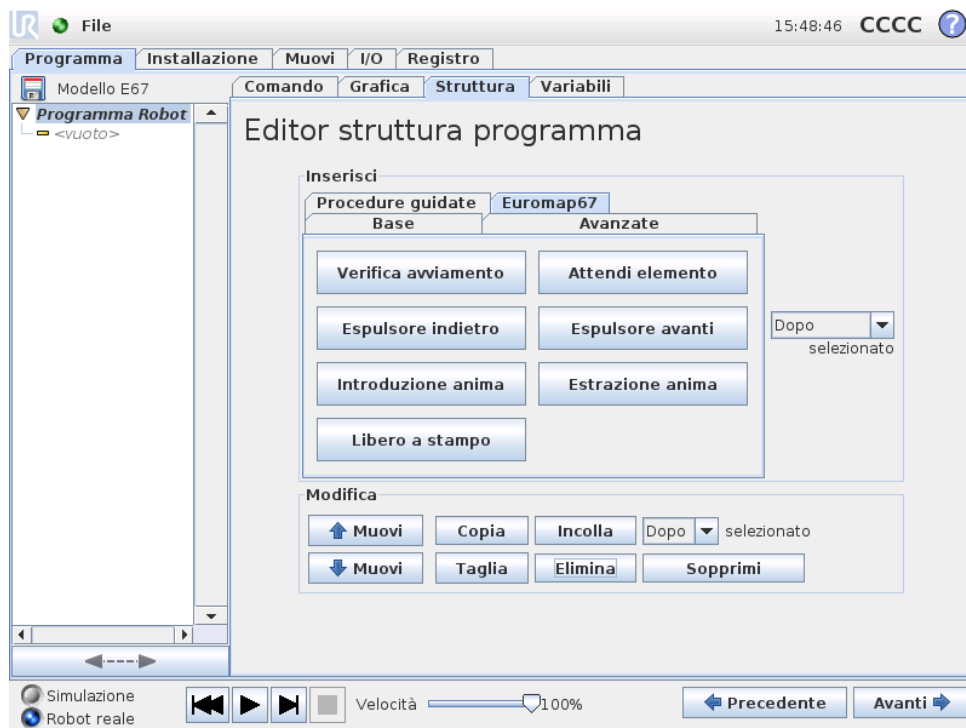 UR File 15:48:46 CCCC ?
Programma Installazione Muovi I/O Registro
Modello E67 Comando Grafica Struttura Variabili
Programma Robot
<vuoto>
Editor struttura programma
Inserisci
Procedure guidate Euromap67
Base Avanzate
Verifica avviamento Attendi elemento
Espulsore indietro Espulsore avanti
Dopo
selezionato
Introduzione anima Estrazione anima
Libero a stampo
Modifica
Muovi Copia Incolla Dopo selezionato
Muovi Taglia Elimina Sopprimi
Simulazione
Robot reale
Velocità 100% Precedente Avanti